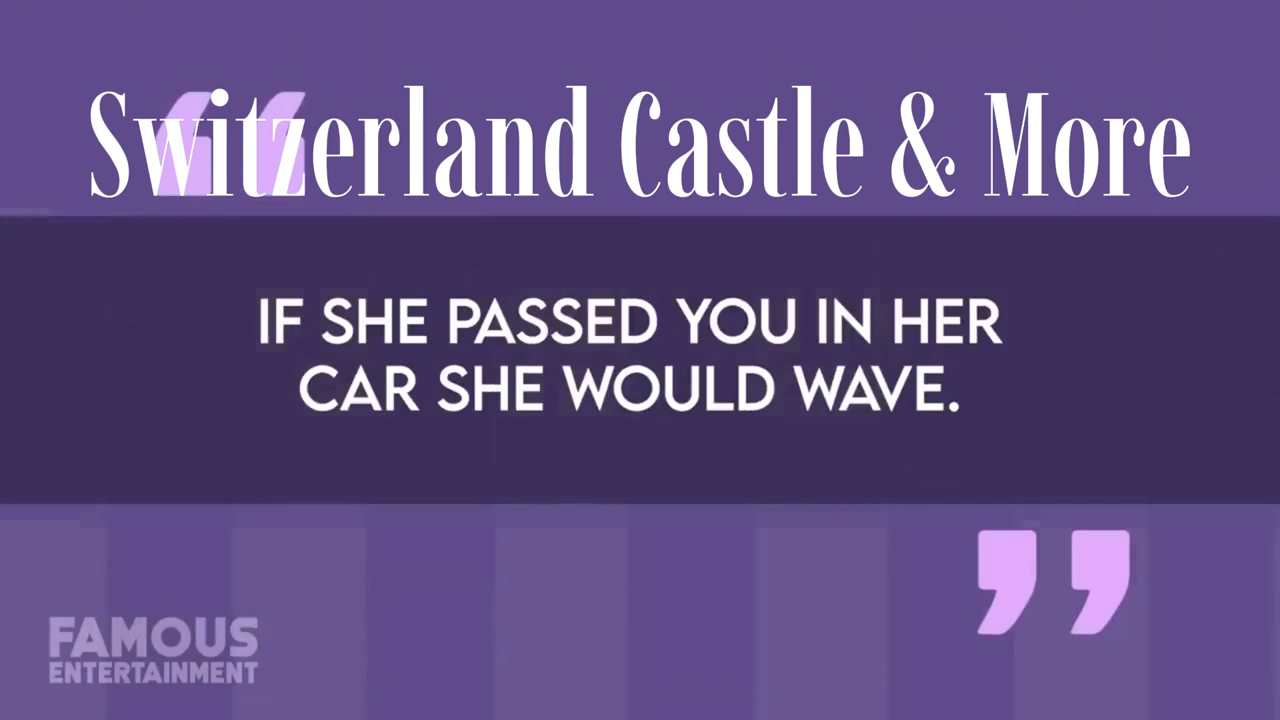 Switzerland Castle & More
IF SHE PASSED YOU IN HER
CAR SHE WOULD WAVE.
FAMOUS
ENTERTAINMENT